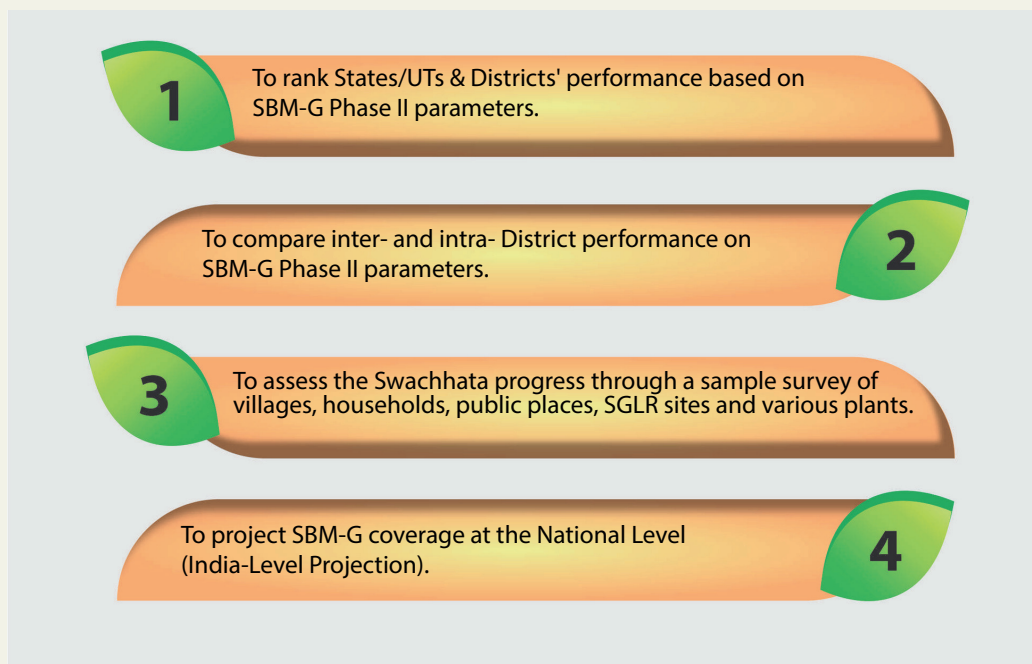 1
To rank States/UTs & Districts' performance based on
SBM-G Phase II parameters.
To compare inter- and intra- District performance on
SBM-G Phase II parameters.
2
3
To assess the Swachhata progress through a sample survey of
villages, households, public places, SGLR sites and various plants.
To project SBM-G coverage at the National Level
(India-Level Projection).
4